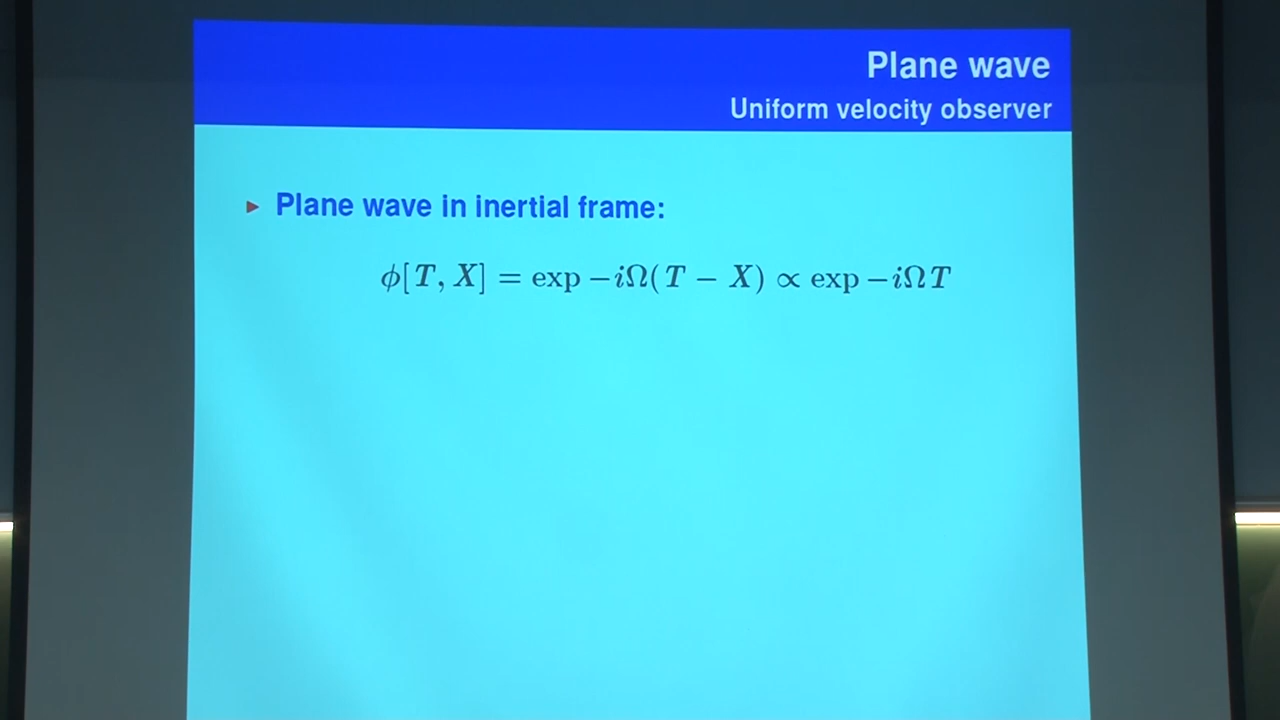 Plane wave
Uniform velocity observer
▸ Plane wave in inertial frame:
ϕ[T, X] = exp −iΩ(T − X) ∝ exp −iΩT